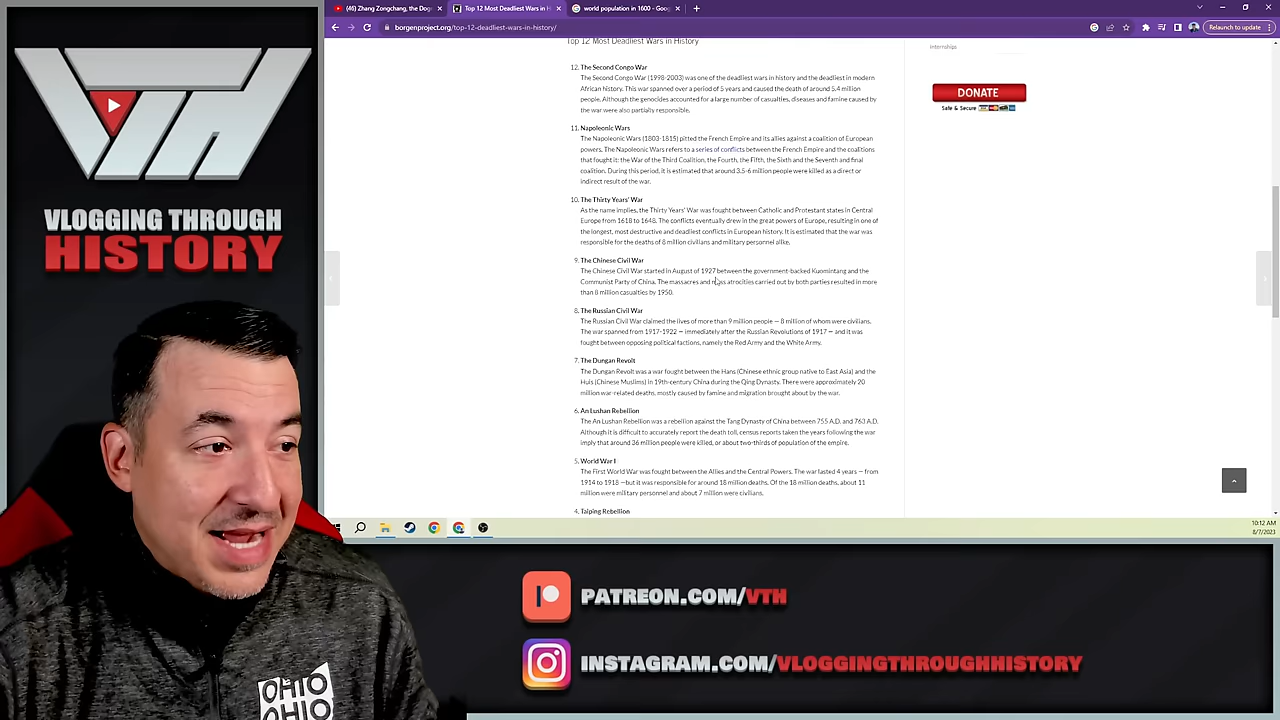 (46) Zhang Zongchang, the Dog
Top 12 Most Deadliest Wars in H
world population in 1600 - Goog
borgenproject.org/top-12-deadliest-wars-in-history/
Relaunch to update
Top 12 Most Deadliest Wars in History
Internships
DONATE
Safe & Secure
12. The Second Congo War
The Second Congo War (1998-2003) was one of the deadliest wars in history and the deadliest in modern
African history. This war spanned over a period of 5 years and caused the death of around 5.4 million
people. Although the genocides accounted for a large number of casualties, diseases and famine caused by
the war were also partially responsible.
11. Napoleonic Wars
The Napoleonic Wars (1803-1815) pitted the French Empire and its allies against a coalition of European
powers. The Napoleonic Wars refers to a series of conflicts between the French Empire and the coalitions
that fought it: the War of the Third Coalition, the Fourth, the Fifth, the Sixth and the Seventh and final
coalition. During this period, it is estimated that around 3.5-6 million people were killed as a direct or
indirect result of the war.
10. The Thirty Years' War
As the name implies, the Thirty Years' War was fought between Catholic and Protestant states in Central
Europe from 1618 to 1648. The conflicts eventually drew in the great powers of Europe, resulting in one of
the longest, most destructive and deadliest conflicts in European history. It is estimated that the war was
responsible for the deaths of 8 million civilians and military personnel alike.
9. The Chinese Civil War
The Chinese Civil War started in August of 1927 between the government-backed Kuomintang and the
Communist Party of China. The massacres and mass atrocities carried out by both parties resulted in more
than 8 million casualties by 1950.
8. The Russian Civil War
The Russian Civil War claimed the lives of more than 9 million people — 8 million of whom were civilians.
The war spanned from 1917-1922 — immediately after the Russian Revolutions of 1917 — and it was
fought between opposing political factions, namely the Red Army and the White Army.
7. The Dungan Revolt
The Dungan Revolt was a war fought between the Hans (Chinese ethnic group native to East Asia) and the
Huis (Chinese Muslims) in 19th-century China during the Qing Dynasty. There were approximately 20
million war-related deaths, mostly caused by famine and migration brought about by the war.
6. An Lushan Rebellion
The An Lushan Rebellion was a rebellion against the Tang Dynasty of China between 755 A.D. and 763 A.D.
Although it is difficult to accurately report the death toll, census reports taken the years following the war
imply that around 36 million people were killed, or about two-thirds of population of the empire.
5. World War I
The First World War was fought between the Allies and the Central Powers. The war lasted 4 years — from
1914 to 1918 —but it was responsible for around 18 million deaths. Of the 18 million deaths, about 11
million were military personnel and about 7 million were civilians.
4. Taiping Rebellion
10:12 AM
8/7/2023
VTH
VLOGGING THROUGH
HISTORY
OHIO
OHIO
PATREON.COM/VTH
INSTAGRAM.COM/VLOGGINGTHROUGHHISTORY